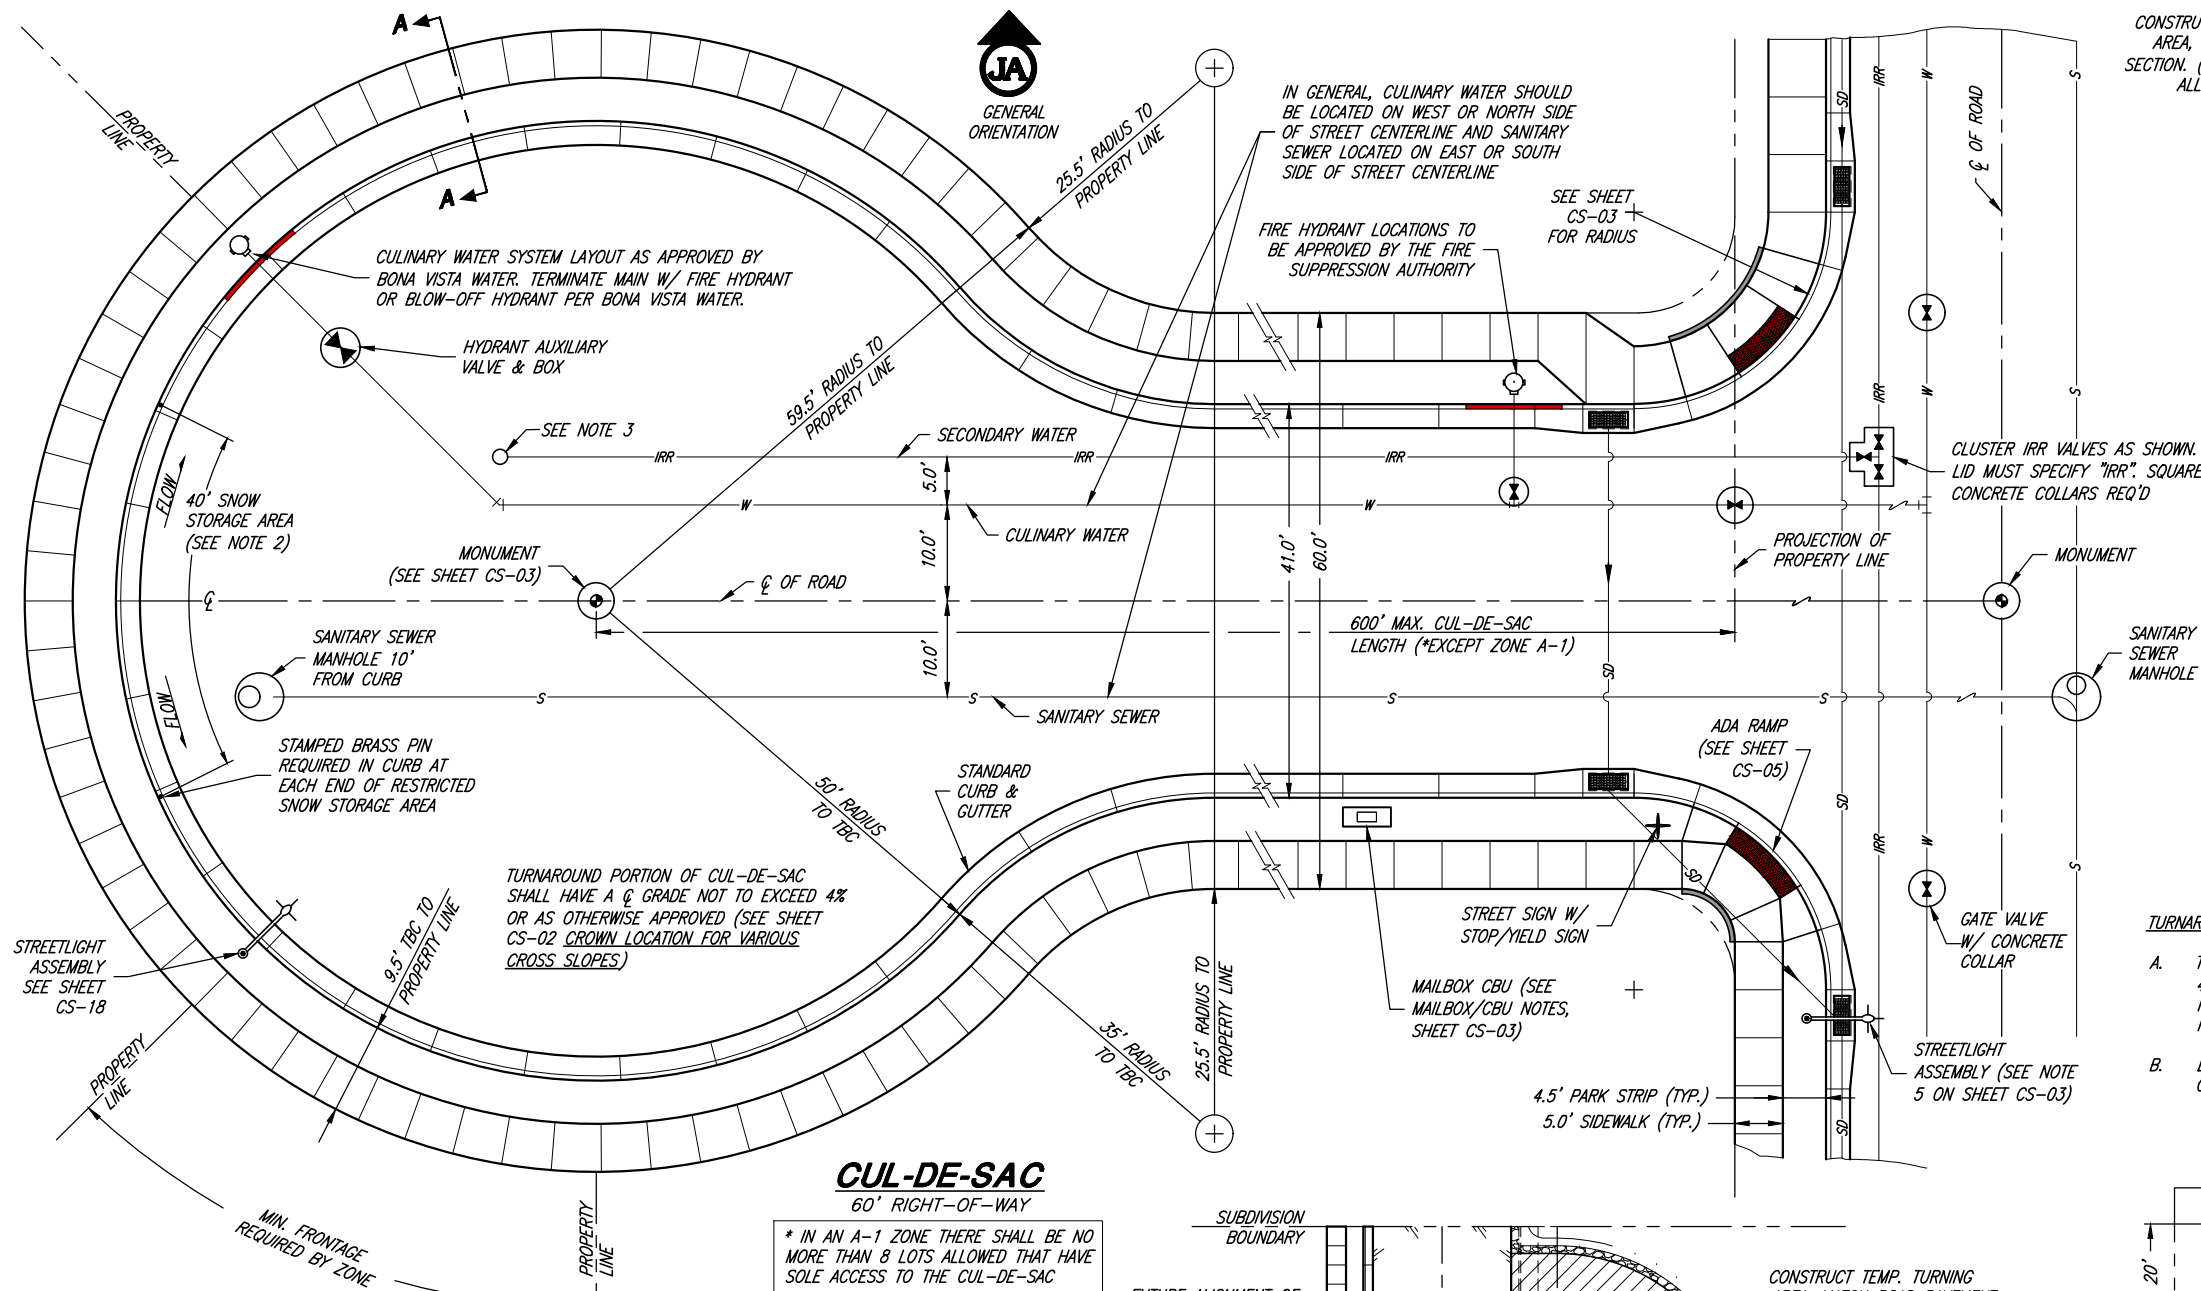 A
A
JA
GENERAL
ORIENTATION
PROPERTY
LINE
25.5' RADIUS TO
PROPERTY LINE
IN GENERAL, CULINARY WATER SHOULD
BE LOCATED ON WEST OR NORTH SIDE
OF STREET CENTERLINE AND SANITARY
SEWER LOCATED ON EAST OR SOUTH
SIDE OF STREET CENTERLINE
SEE SHEET
CS-03
FOR RADIUS
FIRE HYDRANT LOCATIONS TO
BE APPROVED BY THE FIRE
SUPPRESSION AUTHORITY
SD
IRR
W
℄ OF ROAD
S
AREA,
SECTION. (
CULINARY WATER SYSTEM LAYOUT AS APPROVED BY
BONA VISTA WATER. TERMINATE MAIN W/ FIRE HYDRANT
OR BLOW-OFF HYDRANT PER BONA VISTA WATER.
HYDRANT AUXILIARY
VALVE & BOX
59.5' RADIUS TO
PROPERTY LINE
SEE NOTE 3
SECONDARY WATER
IRR
IRR
IRR
IRR
W
S
CLUSTER IRR VALVES AS SHOWN.
LID MUST SPECIFY "IRR". SQUARE
CONCRETE COLLARS REQ'D
FLOW
40' SNOW
STORAGE AREA
(SEE NOTE 2)
5.0'
W
W
CULINARY WATER
10.0'
41.0'
60.0'
PROJECTION OF
PROPERTY LINE
MONUMENT
MONUMENT
(SEE SHEET CS-03)
℄
℄ OF ROAD
600' MAX. CUL-DE-SAC
LENGTH (*EXCEPT ZONE A-1)
SANITARY SEWER
MANHOLE 10'
FROM CURB
10.0'
SD
SANITARY
SEWER
MANHOLE
FLOW
S
S
S
S
SANITARY SEWER
STAMPED BRASS PIN
REQUIRED IN CURB AT
EACH END OF RESTRICTED
SNOW STORAGE AREA
50' RADIUS
TO TBC
STANDARD
CURB &
GUTTER
ADA RAMP
(SEE SHEET
CS-05)
SD
IRR
W
S
TURNAROUND PORTION OF CUL-DE-SAC
SHALL HAVE A ℄ GRADE NOT TO EXCEED 4%
OR AS OTHERWISE APPROVED (SEE SHEET
CS-02 CROWN LOCATION FOR VARIOUS
CROSS SLOPES)
SD
STREET SIGN W/
STOP/YIELD SIGN
GATE VALVE
W/ CONCRETE
COLLAR
STREETLIGHT
ASSEMBLY
SEE SHEET
CS-18
9.5' TBC TO
PROPERTY LINE
MAILBOX CBU (SEE
MAILBOX/CBU NOTES,
SHEET CS-03)
25.5' RADIUS TO
PROPERTY LINE
35' RADIUS
TO TBC
STREETLIGHT
ASSEMBLY (SEE NOTE
5 ON SHEET CS-03)
A.
B.
PROPERTY
LINE
4.5' PARK STRIP (TYP.)
5.0' SIDEWALK (TYP.)
SD
MIN. FRONTAGE
REQUIRED BY ZONE
PROPERTY
LINE
CUL-DE-SAC
60' RIGHT-OF-WAY
* IN AN A-1 ZONE THERE SHALL BE NO
MORE THAN 8 LOTS ALLOWED THAT HAVE
SOLE ACCESS TO THE CUL-DE-SAC
SUBDIVISION
BOUNDARY
CONSTRUCT TEMP. TURNING
20'